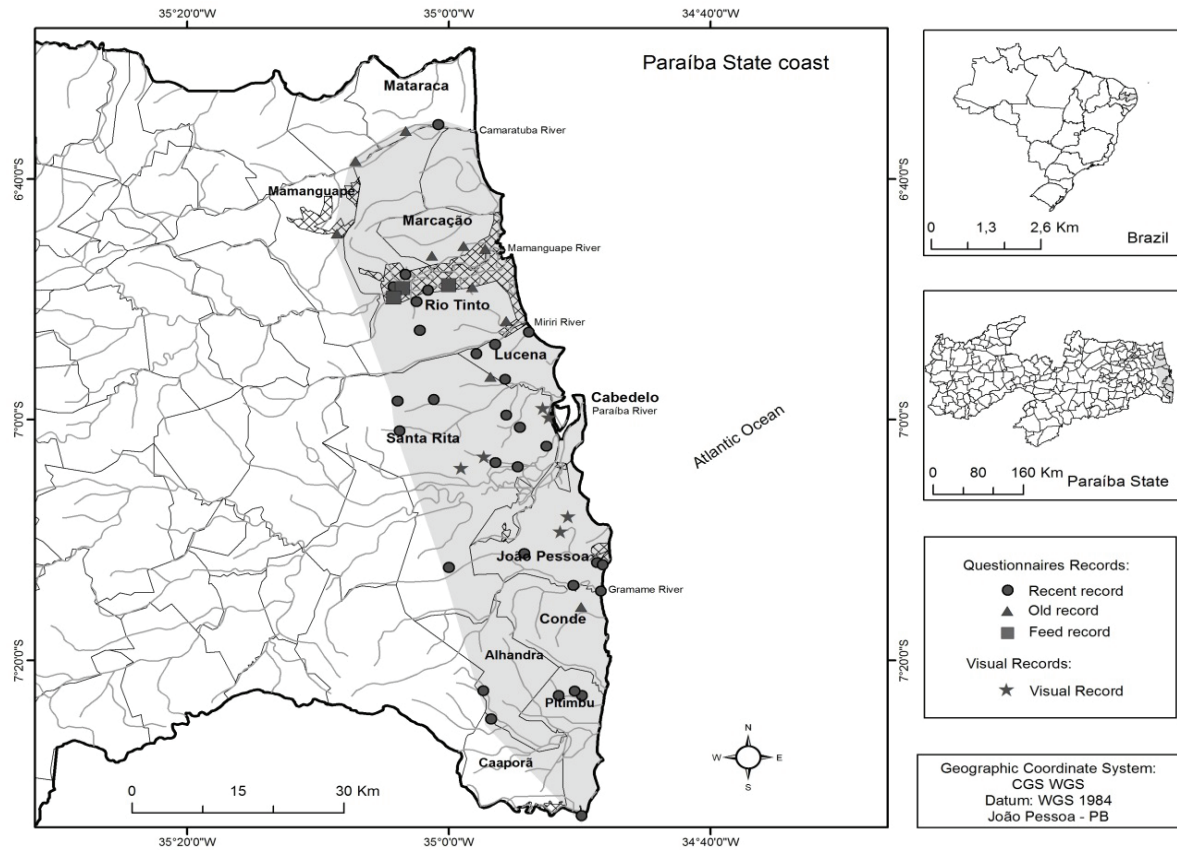 35°20'0"W
35°0'0"W
34°40'0"W
Paraíba State coast
Mataraca
Camaratuba River
6°40'0"S
6°40'0"S
Mamanguape
Marcação
Mamanguape River
Rio Tinto
Miriri River
Lucena
Cabedelo
Paraíba River
7°0'0"S
7°0'0"S
Santa Rita
Atlantic Ocean
João Pessoa
Gramame River
Conde
Alhandra
7°20'0"S
7°20'0"S
Pitimbu
Caaporã
N
W E
S
0 15 30 Km
35°20'0"W
35°0'0"W
34°40'0"W
0 1,3 2,6 Km
Brazil
0 80 160 Km
Paraíba State
Questionnaires Records:
Recent record
Old record
Feed record
Visual Records:
Visual Record
Geographic Coordinate System:
CGS WGS
Datum: WGS 1984
João Pessoa - PB